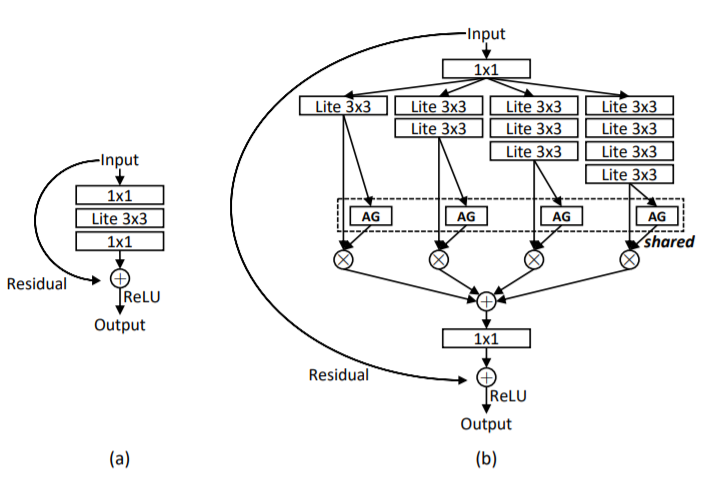 Input
1x1
Lite 3x3
1x1
Residual
ReLU
Output
(a)
Input
1x1
Lite 3x3 Lite 3x3 Lite 3x3 Lite 3x3
Lite 3x3 Lite 3x3 Lite 3x3
Lite 3x3 Lite 3x3
Lite 3x3
AG AG AG AG
shared
1x1
Residual
ReLU
Output
(b)